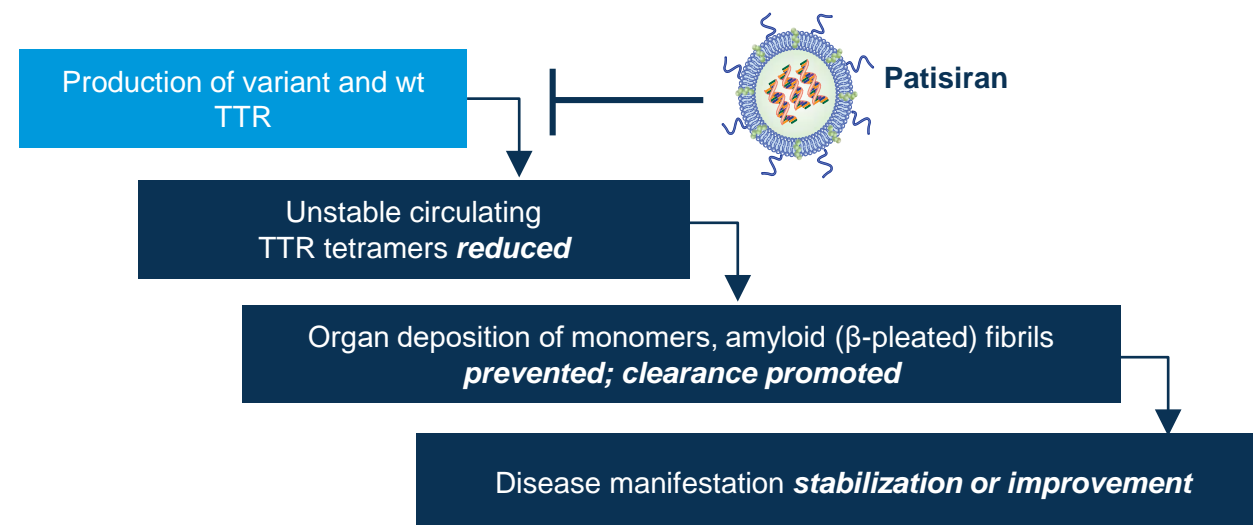 Production of variant and wt
TTR
Patisiran
Unstable circulating
TTR tetramers reduced
Organ deposition of monomers, amyloid (β-pleated) fibrils
prevented; clearance promoted
Disease manifestation stabilization or improvement